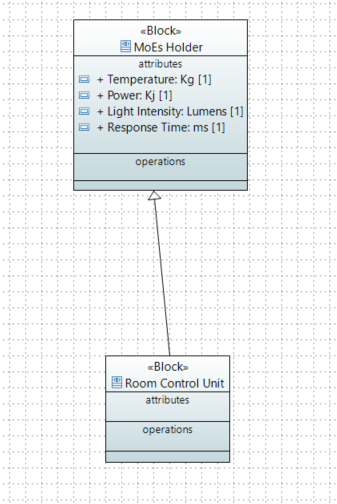 «Block»
MoEs Holder
attributes
+ Temperature: Kg [1]
+ Power: Kj [1]
+ Light Intensity: Lumens [1]
+ Response Time: ms [1]
operations
«Block»
Room Control Unit
attributes
operations